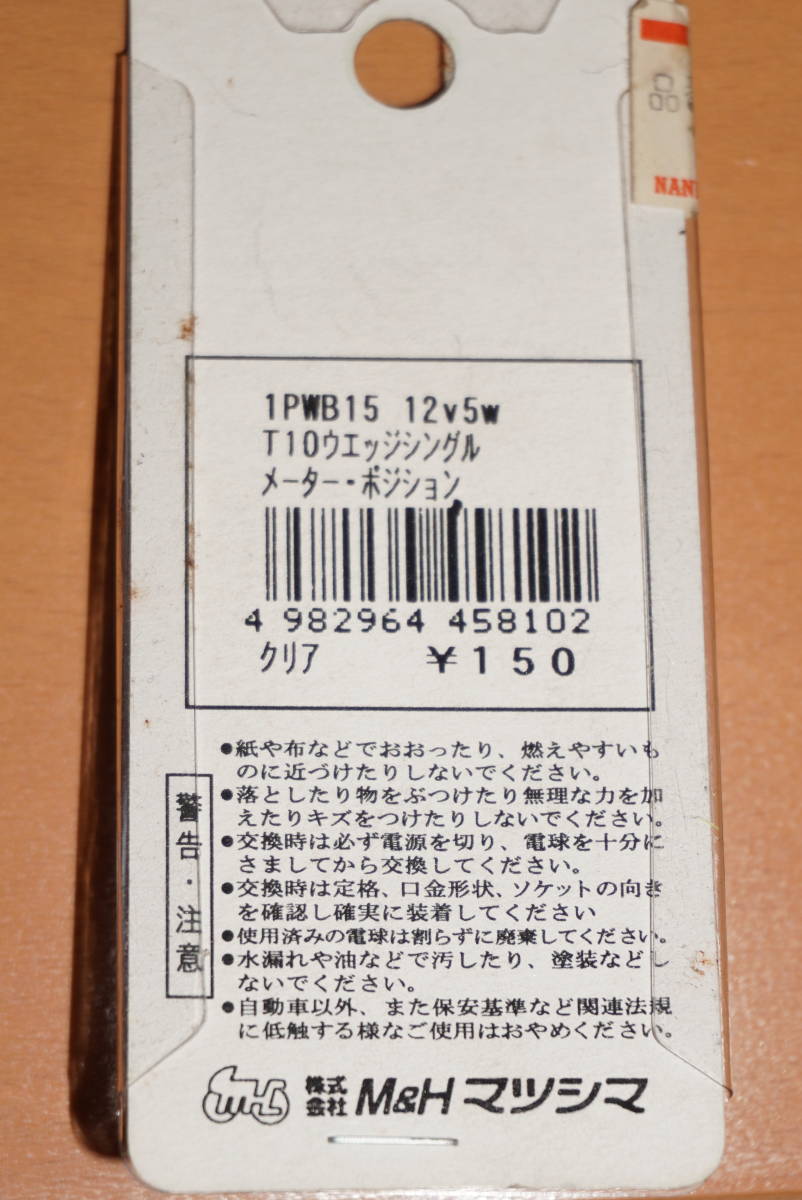 品
NAN
1PWB15 12v5w
T10ウエッジシングル
メーター・ポジション
4 982964 458102
クリア ¥150
警告・注意
●紙や布などでおおったり、燃えやすいも
のに近づけたりしないでください。
●落としたり物をぶつけたり無理な力を加
えたりキズをつけたりしないでください。
●交換時は必ず電源を切り、電球を十分に
さましてから交換してください。
●交換時は定格、口金形状、ソケットの向き
を確認し確実に装着してください
●使用済みの電球は割らずに廃棄してください。
●水漏れや油などで汚したり、塗装などし
ないでください。
●自動車以外、また保安基準など関連法規
に低触する様なご使用はおやめください。
株式会社 M&H マツシマ